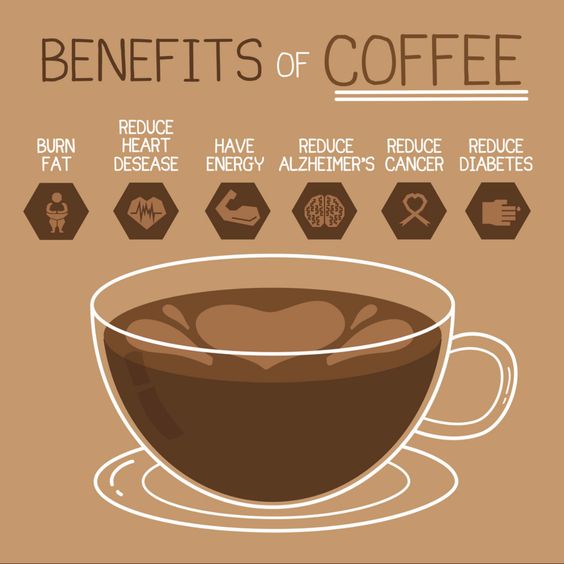 BENEFITS OF COFFEE
BURN
FAT
REDUCE
HEART
DESEASE
HAVE
ENERGY
REDUCE
ALZHEIMER'S
REDUCE
CANCER
REDUCE
DIABETES